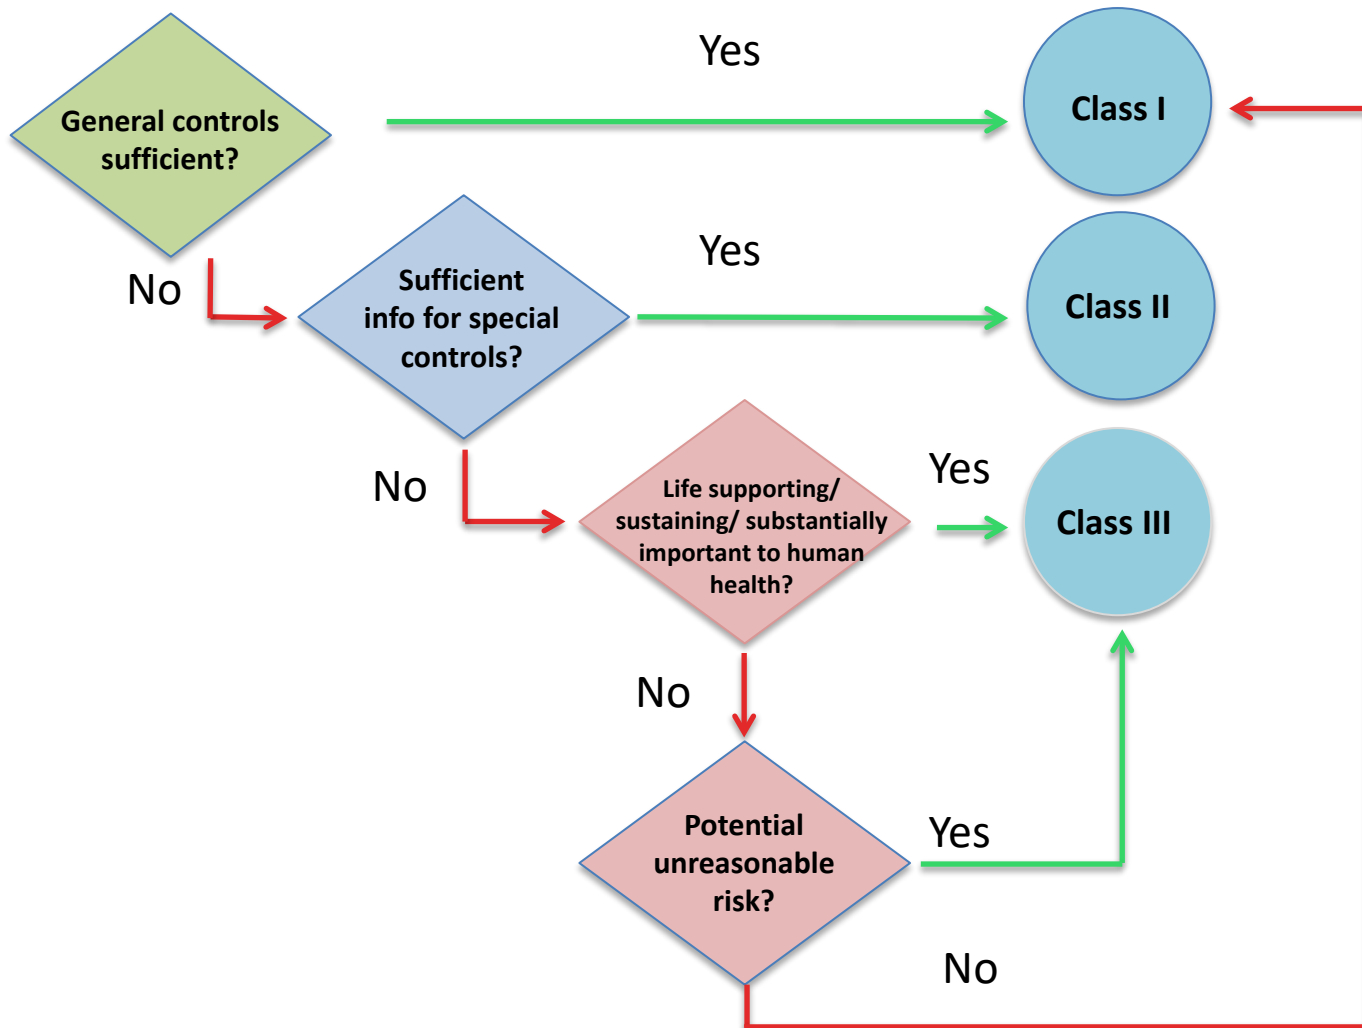 Yes
General controls
sufficient?
Class I
No
Yes
Sufficient
info for special
controls?
Class II
No
Yes
Life supporting/
sustaining/ substantially
important to human
health?
Class III
No
Potential
unreasonable
risk?
Yes
No